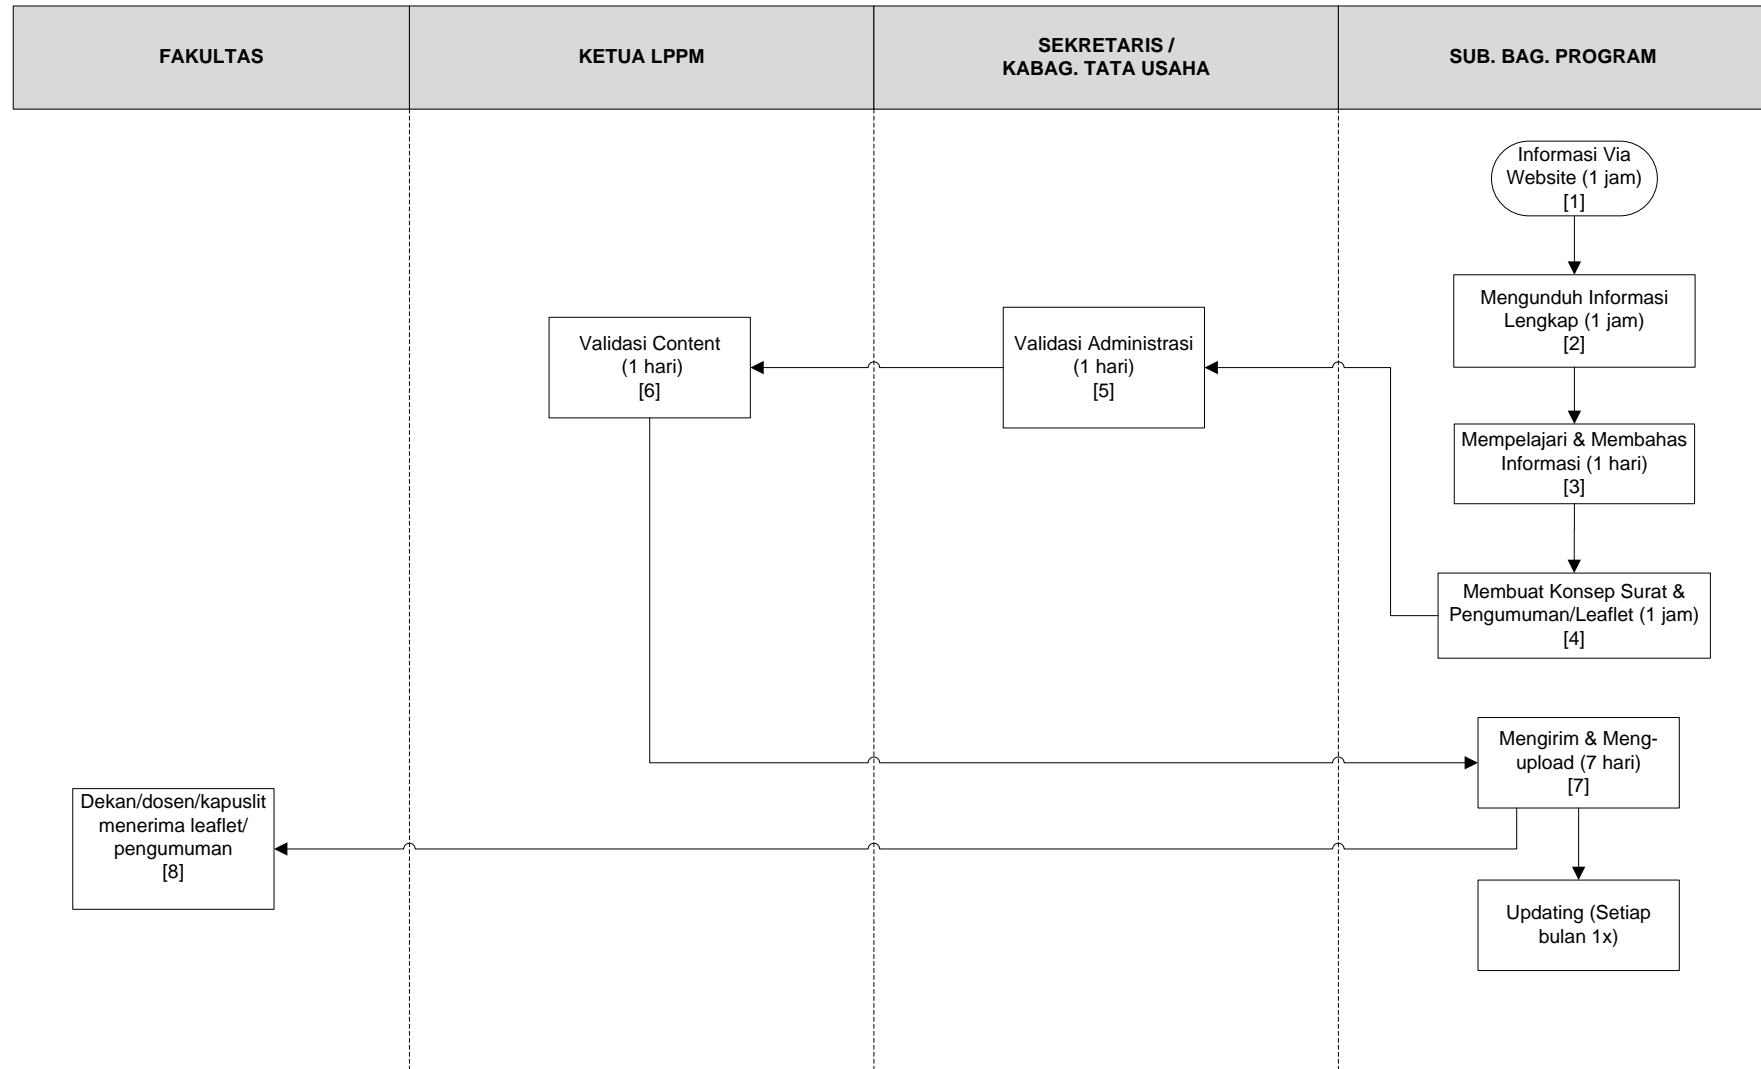 FAKULTAS
KETUA LPPM
SEKRETARIS /
KABAG. TATA USAHA
SUB. BAG. PROGRAM
Informasi Via
Website (1 jam)
[1]
Mengunduh Informasi
Lengkap (1 jam)
[2]
Mempelajari & Membahas
Informasi (1 hari)
[3]
Membuat Konsep Surat &
Pengumuman/Leaflet (1 jam)
[4]
Validasi Administrasi
(1 hari)
[5]
Validasi Content
(1 hari)
[6]
Mengirim & Meng-
upload (7 hari)
[7]
Dekan/dosen/kapuslit
menerima leaflet/
pengumuman
[8]
Updating (Setiap
bulan 1x)